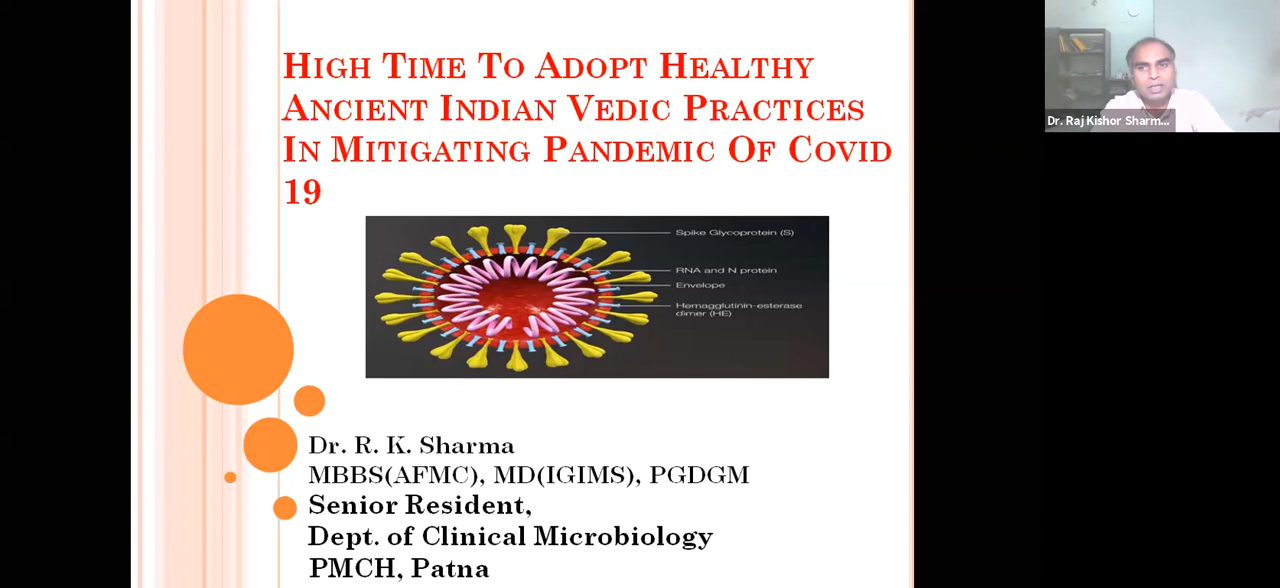 HIGH TIME TO ADOPT HEALTHY
ANCIENT INDIAN VEDIC PRACTICES
IN MITIGATING PANDEMIC OF COVID
19
Spike Glycoprotein (S)
RNA and N protein
Envelope
Hemagglutinin-esterase
dimer (HE)
Dr. R. K. Sharma
MBBS(AFMC), MD(IGIMS), PGDGM
Senior Resident,
Dept. of Clinical Microbiology
PMCH, Patna
Dr. Raj Kishor Sharm...